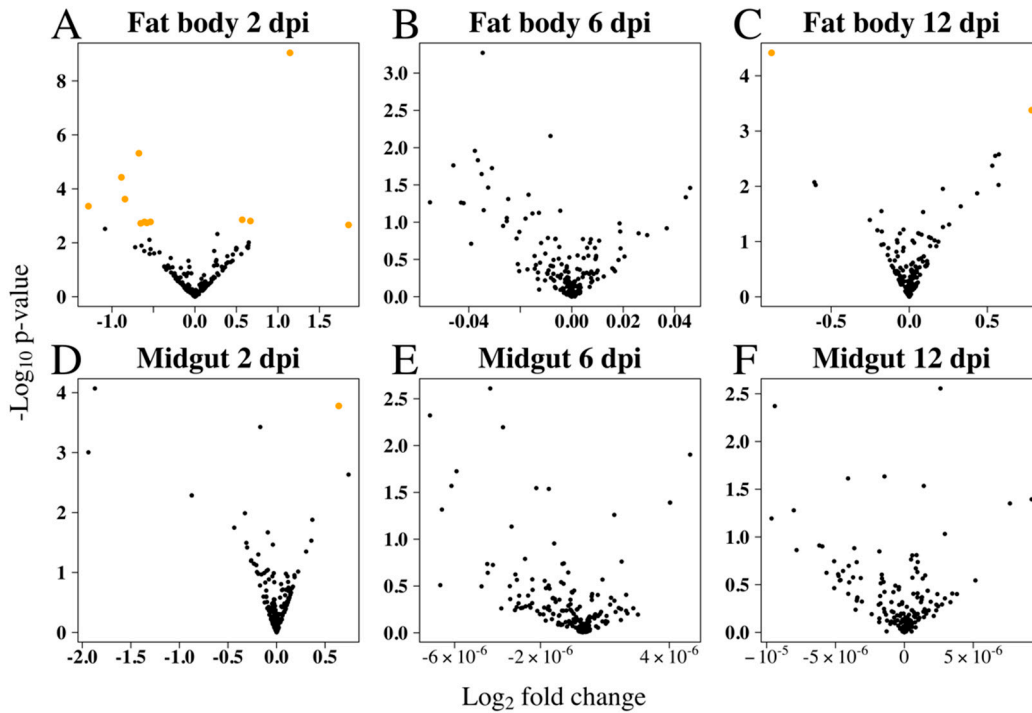 A Fat body 2 dpi
8
6
4
2
0
-1.0 0.0 0.5 1.0 1.5
B Fat body 6 dpi
3.0
2.5
2.0
1.5
1.0
0.5
0.0
-0.04 0.00 0.02 0.04
C Fat body 12 dpi
4
3
2
1
0
-0.5 0.0 0.5
D Midgut 2 dpi
4
3
2
1
0
-2.0 -1.5 -1.0 -0.5 0.0 0.5
E Midgut 6 dpi
2.5
2.0
1.5
1.0
0.5
0.0
-6 × 10⁻⁶ -2 × 10⁻⁶ 4 × 10⁻⁶
F Midgut 12 dpi
2.5
2.0
1.5
1.0
0.5
0.0
-10⁻⁵ -5 × 10⁻⁶ 0 5 × 10⁻⁶
-Log₁₀ p-value
Log₂ fold change